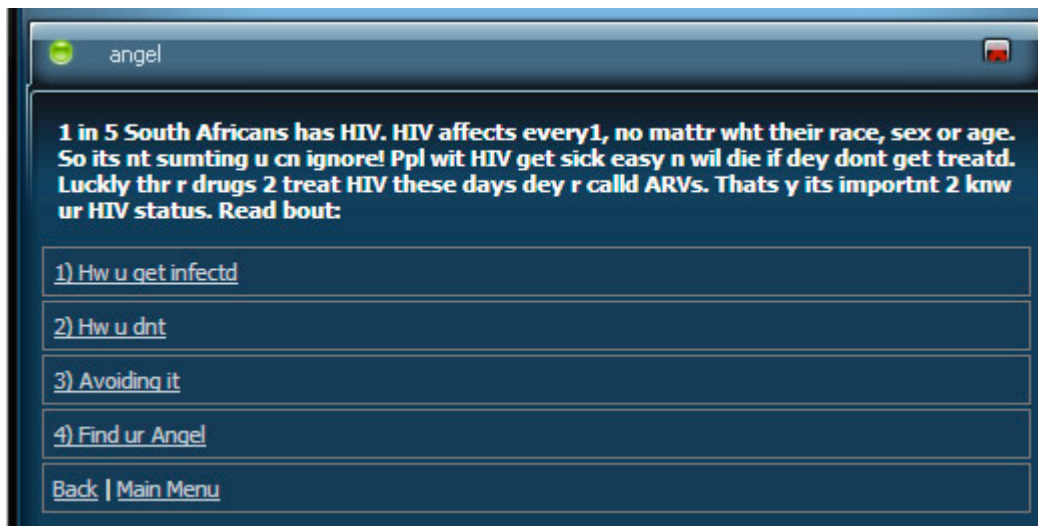 angel
1 in 5 South Africans has HIV. HIV affects every1, no mattr wht their race, sex or age.
So its nt sumting u cn ignore! Ppl wit HIV get sick easy n wil die if dey dont get treatd.
Luckly thr r drugs 2 treat HIV these days dey r calld ARVs. Thats y its importnt 2 knw
ur HIV status. Read bout:
1) Hw u get infectd
2) Hw u dnt
3) Avoiding it
4) Find ur Angel
Back | Main Menu